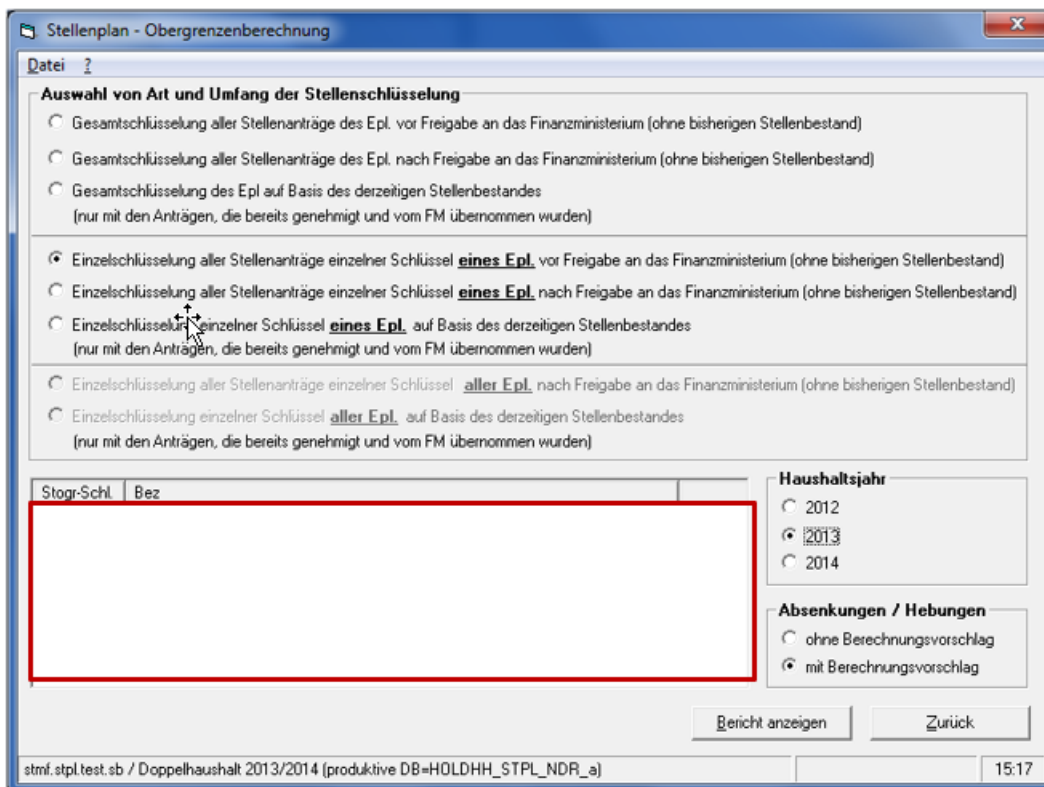 Stellenplan - Obergrenzenberechnung
Datei ?
Auswahl von Art und Umfang der Stellenschlüsselung
Gesamtschlüsselung aller Stellenanträge des Epl. vor Freigabe an das Finanzministerium (ohne bisherigen Stellenbestand)
Gesamtschlüsselung aller Stellenanträge des Epl. nach Freigabe an das Finanzministerium (ohne bisherigen Stellenbestand)
Gesamtschlüsselung des Epl auf Basis des derzeitigen Stellenbestandes
(nur mit den Anträgen, die bereits genehmigt und vom FM übernommen wurden)
Einzelschlüsselung aller Stellenanträge einzelner Schlüssel eines Epl. vor Freigabe an das Finanzministerium (ohne bisherigen Stellenbestand)
Einzelschlüsselung aller Stellenanträge einzelner Schlüssel eines Epl. nach Freigabe an das Finanzministerium (ohne bisherigen Stellenbestand)
Einzelschlüsselung einzelner Schlüssel eines Epl. auf Basis des derzeitigen Stellenbestandes
(nur mit den Anträgen, die bereits genehmigt und vom FM übernommen wurden)
Einzelschlüsselung aller Stellenanträge einzelner Schlüssel aller Epl. nach Freigabe an das Finanzministerium (ohne bisherigen Stellenbestand)
Einzelschlüsselung einzelner Schlüssel aller Epl. auf Basis des derzeitigen Stellenbestandes
(nur mit den Anträgen, die bereits genehmigt und vom FM übernommen wurden)
Stogr-Schl. Bez
Haushaltsjahr
2012
2013
2014
Absenkungen / Hebungen
ohne Berechnungsvorschlag
mit Berechnungsvorschlag
Bericht anzeigen Zurück
stmf.stpl.test.sb / Doppelhaushalt 2013/2014 (produktive DB=HOLDHH_STPL_NDR_a) 15:17